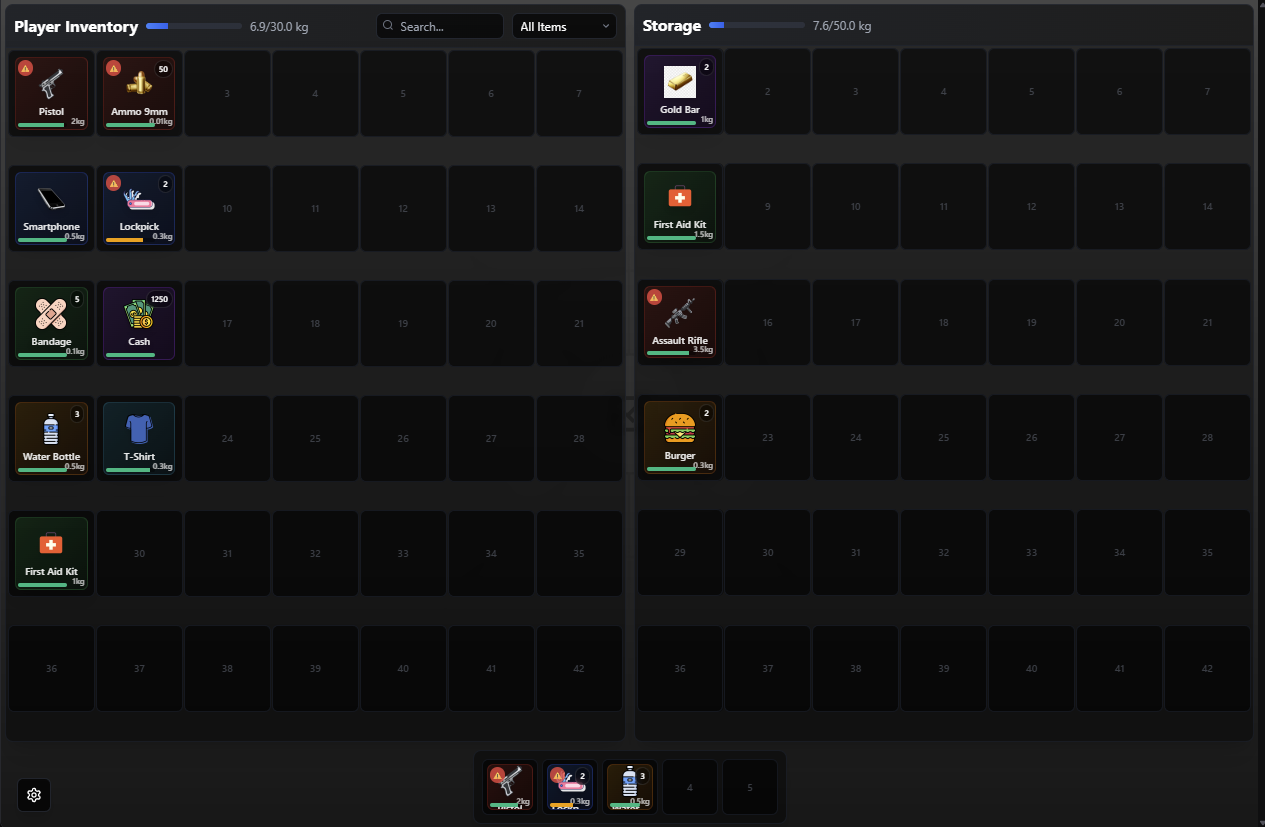 Player Inventory 6.9/30.0 kg Search... All Items
Storage 7.6/50.0 kg
50
Pistol 2kg
Ammo 9mm 0.01kg
3 4 5 6 7
2
Gold Bar 1kg
2 3 4 5 6 7
2
Smartphone 0.5kg
Lockpick 0.3kg
10 11 12 13 14
First Aid Kit 1.5kg
9 10 11 12 13 14
5
Bandage 0.1kg
1250
Cash
17 18 19 20 21
Assault Rifle 3.5kg
16 17 18 19 20 21
3
Water Bottle 0.5kg
T-Shirt 0.3kg
24 25 26 27 28
2
Burger 0.3kg
23 24 25 26 27 28
First Aid Kit 1kg
30 31 32 33 34 35
29 30 31 32 33 34 35
36 37 38 39 40 41 42
36 37 38 39 40 41 42
2kg
2
0.3kg
3
0.5kg
4 5